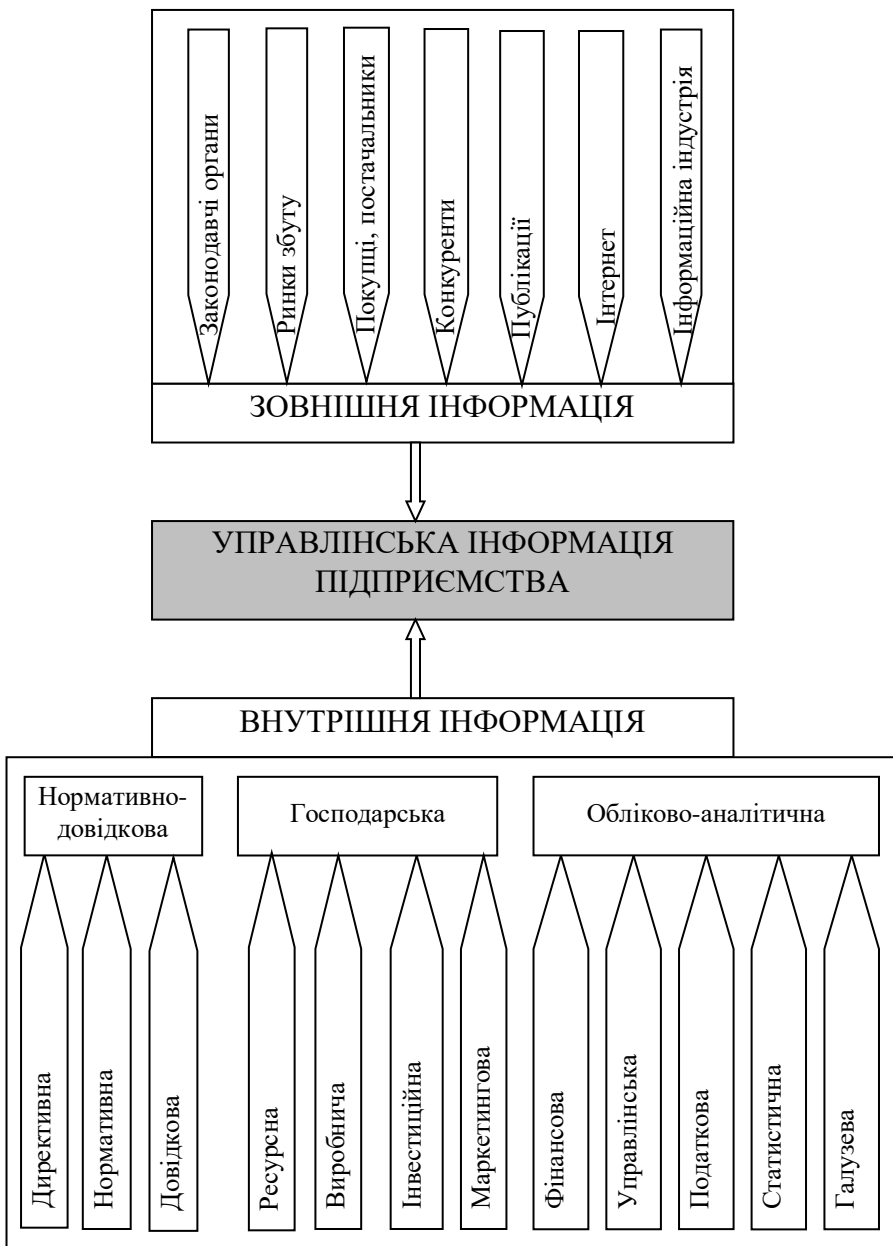 Законодавчі органи
Ринки збуту
Покупці, постачальники
Конкуренти
Публікації
Інтернет
Інформаційна індустрія
ЗОВНІШНЯ ІНФОРМАЦІЯ
УПРАВЛІНСЬКА ІНФОРМАЦІЯ
ПІДПРИЄМСТВА
ВНУТРІШНЯ ІНФОРМАЦІЯ
Нормативно-
довідкова
Господарська
Обліково-аналітична
Директивна
Нормативна
Довідкова
Ресурсна
Виробнича
Інвестиційна
Маркетингова
Фінансова
Управлінська
Податкова
Статистична
Галузева